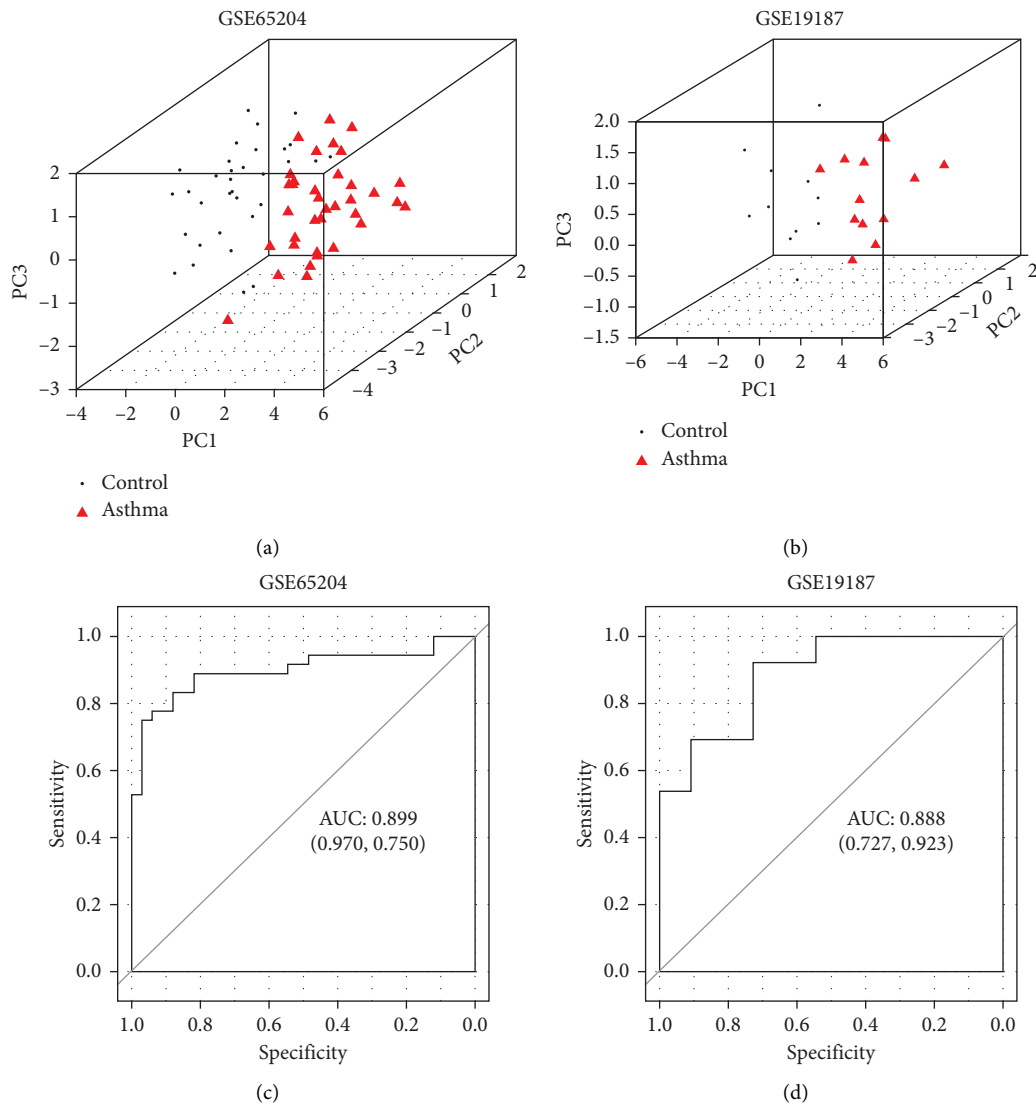 GSE65204
2
1
0
−1
−2
−3
PC3
−4
−2
0
2
4
6
PC1
−4
−3
−2
−1
0
1
2
PC2
Control
Asthma
(a)
GSE19187
2.0
1.5
1.0
0.5
0.0
−0.5
−1.0
−1.5
PC3
−6
−4
−2
0
2
4
6
PC1
−3
−2
−1
0
1
2
PC2
Control
Asthma
(b)
GSE65204
1.0
0.8
0.6
0.4
0.2
0.0
Sensitivity
AUC: 0.899
(0.970, 0.750)
1.0
0.8
0.6
0.4
0.2
0.0
Specificity
(c)
GSE19187
1.0
0.8
0.6
0.4
0.2
0.0
Sensitivity
AUC: 0.888
(0.727, 0.923)
1.0
0.8
0.6
0.4
0.2
0.0
Specificity
(d)